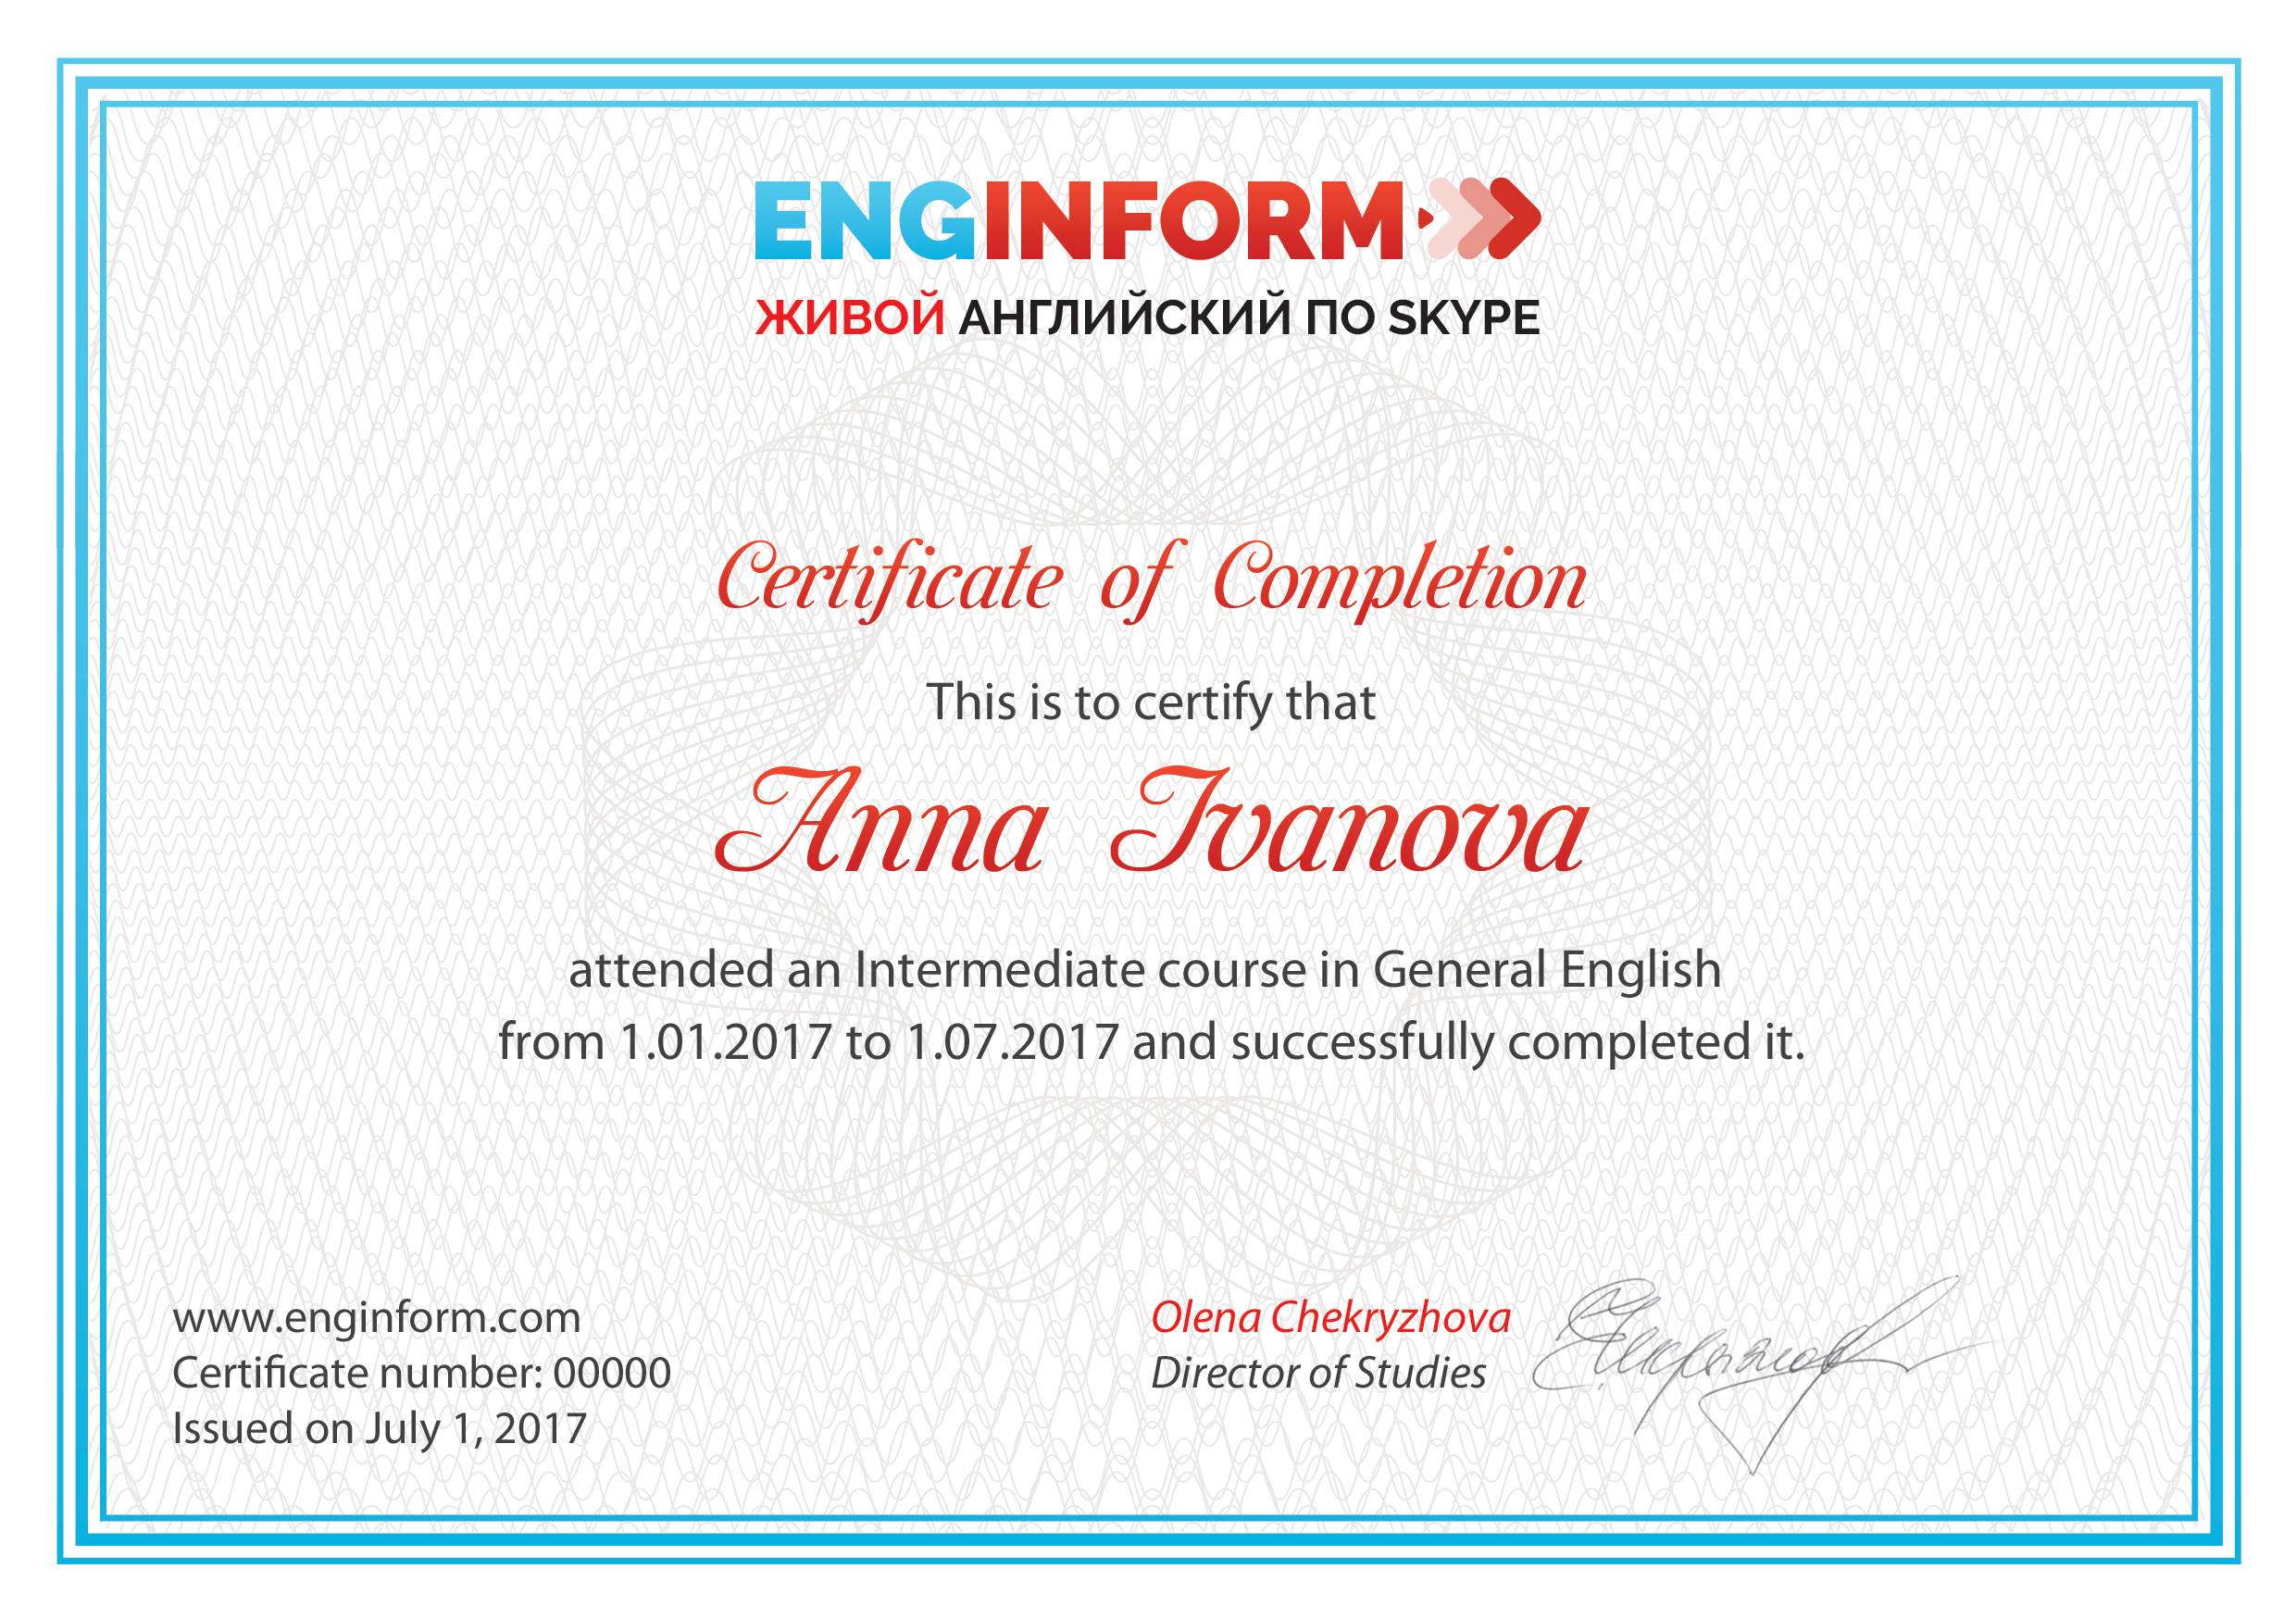 ENGINFORM
ЖИВОЙ АНГЛИЙСКИЙ ПО SKYPE
Certificate of Completion
This is to certify that
Anna Ivanova
attended an Intermediate course in General English
from 1.01.2017 to 1.07.2017 and successfully completed it.
www.enginform.com
Certificate number: 00000
Issued on July 1, 2017
Olena Chekryzhova
Director of Studies